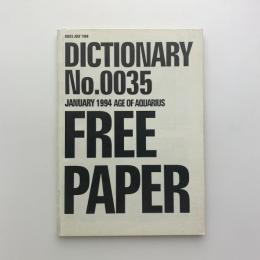 DICTIONARY
No.0035
JANUARY 1994 AGE OF AQUARIUS
FREE
PAPER